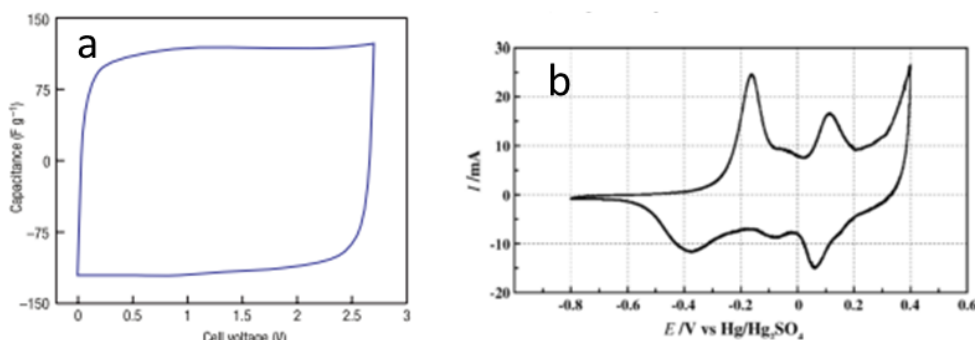 a
150
75
0
-75
-150
Capacitance (F g⁻¹)
0 0.5 1 1.5 2 2.5 3
Cell voltage (V)
b
30
20
10
0
-10
-20
I /mA
-0.8 -0.6 -0.4 -0.2 0 0.2 0.4 0.6
E /V vs Hg/Hg₂SO₄